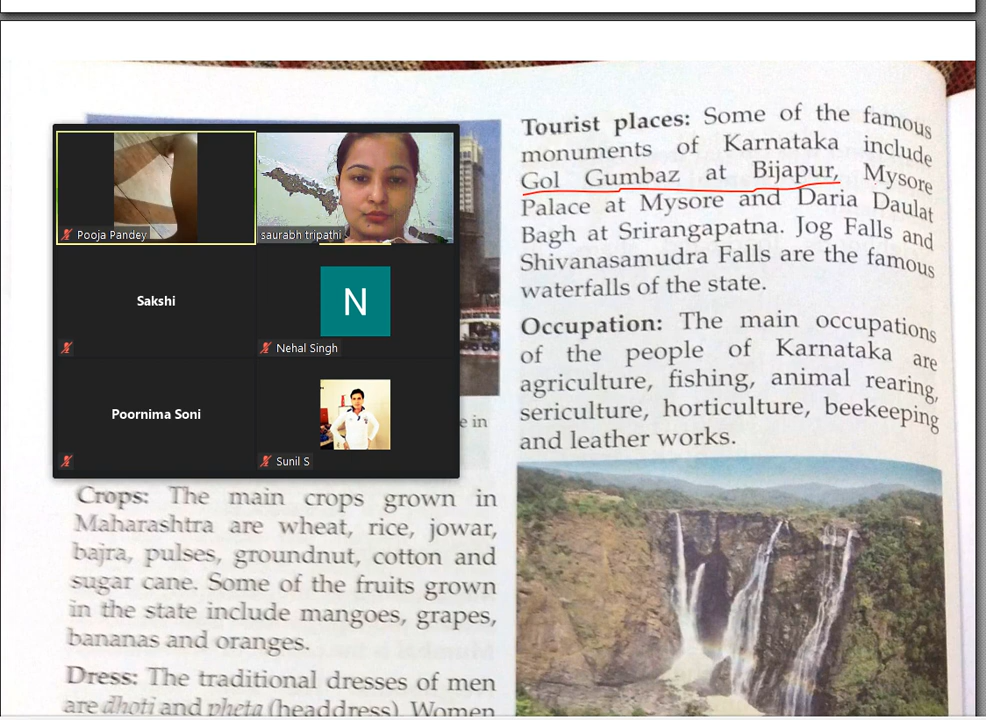 Pooja Pandey
saurabh tripathi
Sakshi
Nehal Singh
Poornima Soni
Sunil S
N
e in
Crops: The main crops grown in
Maharashtra are wheat, rice, jowar,
bajra, pulses, groundnut, cotton and
sugar cane. Some of the fruits grown
in the state include mangoes, grapes,
bananas and oranges.
Dress: The traditional dresses of men
are dhoti and pheta (headdress). Women
Tourist places: Some of the famous
monuments of Karnataka include
Gol Gumbaz at Bijapur, Mysore
Palace at Mysore and Daria Daulat
Bagh at Srirangapatna. Jog Falls and
Shivanasamudra Falls are the famous
waterfalls of the state.
Occupation: The main occupations
of the people of Karnataka are
agriculture, fishing, animal rearing,
sericulture, horticulture, beekeeping
and leather works.